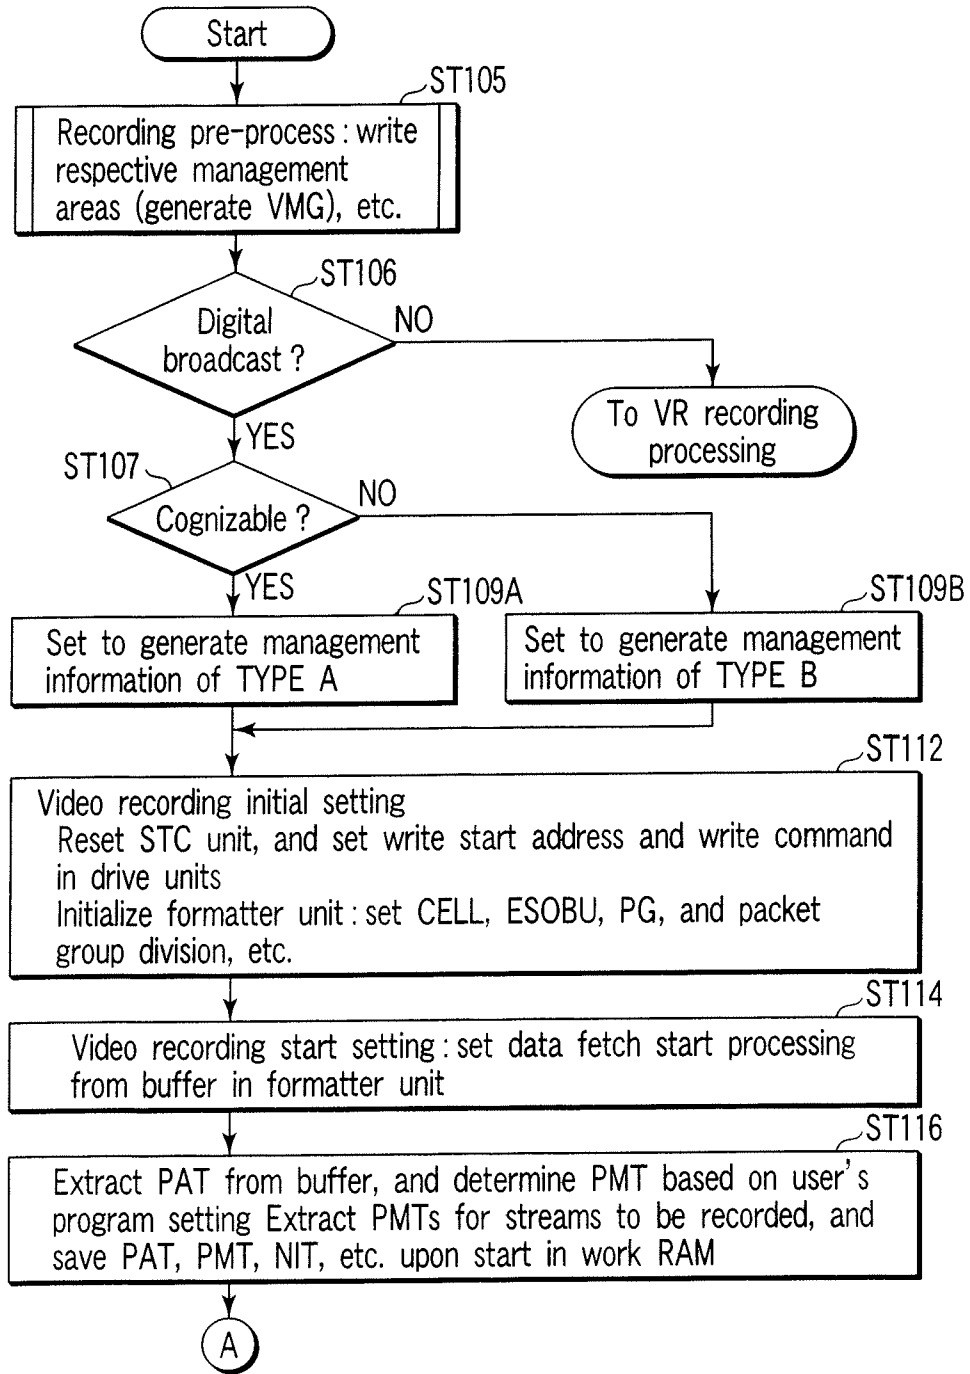 Start
ST105
Recording pre-process : write
respective management
areas (generate VMG), etc.
ST106
Digital
broadcast ?
NO
To VR recording
processing
YES
ST107
Cognizable ?
NO
YES
ST109A
Set to generate management
information of TYPE A
ST109B
Set to generate management
information of TYPE B
ST112
Video recording initial setting
Reset STC unit, and set write start address and write command
in drive units
Initialize formatter unit : set CELL, ESOBU, PG, and packet
group division, etc.
ST114
Video recording start setting : set data fetch start processing
from buffer in formatter unit
ST116
Extract PAT from buffer, and determine PMT based on user's
program setting Extract PMTs for streams to be recorded, and
save PAT, PMT, NIT, etc. upon start in work RAM
A